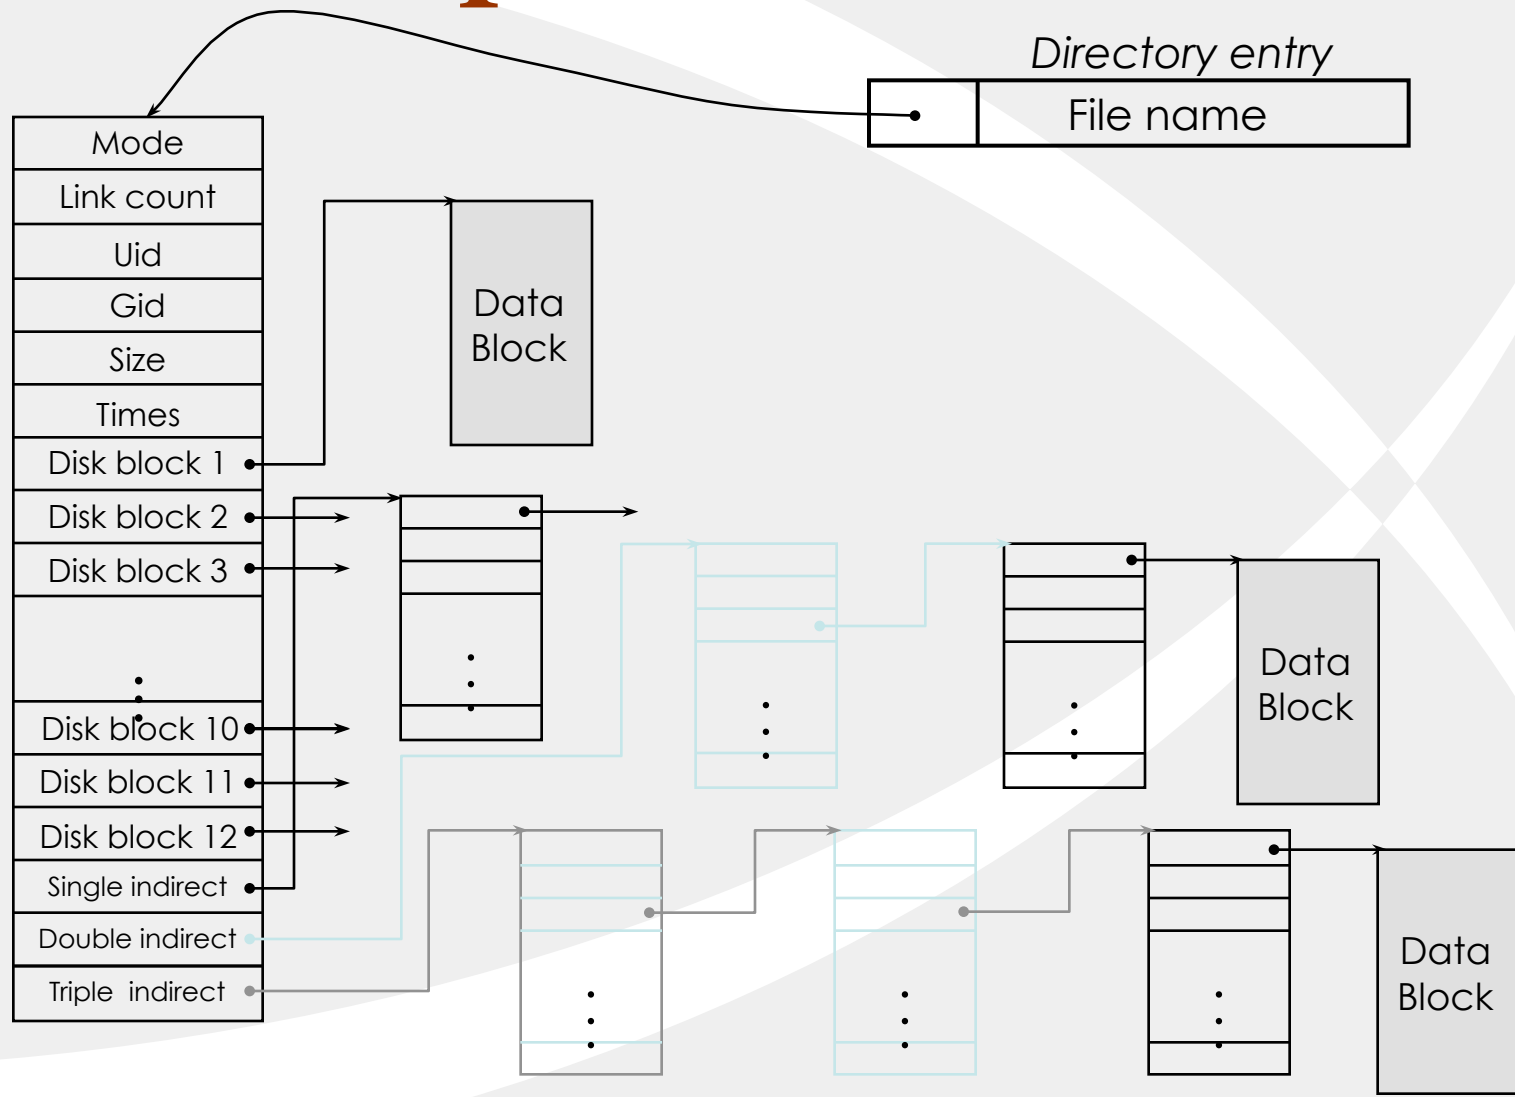 Directory entry
File name
Mode
Link count
Uid
Gid
Size
Times
Disk block 1
Disk block 2
Disk block 3
Disk block 10
Disk block 11
Disk block 12
Single indirect
Double indirect
Triple indirect
Data
Block
Data
Block
Data
Block